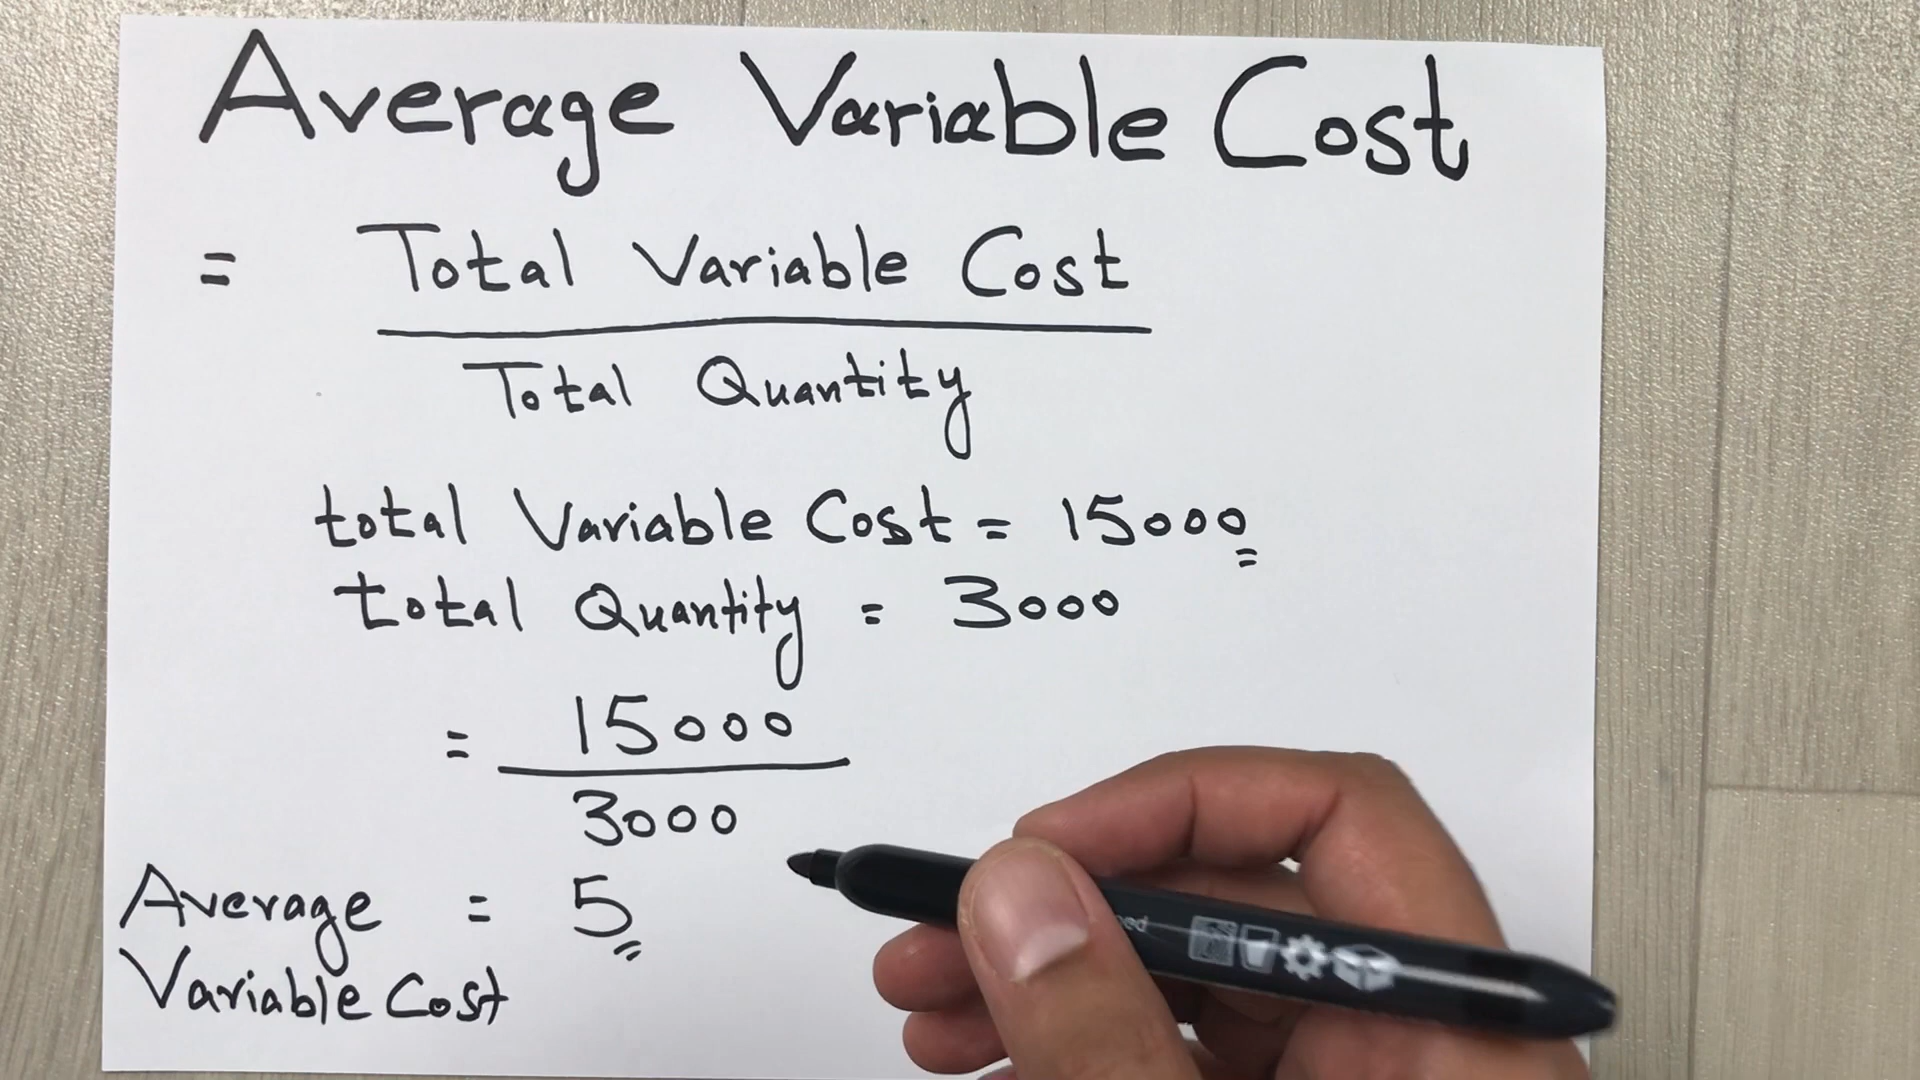 Average Variable Cost
= Total Variable Cost
Total Quantity
total Variable Cost = 15000
total Quantity = 3000
= 15000
3000
Average = 5
Variable Cost